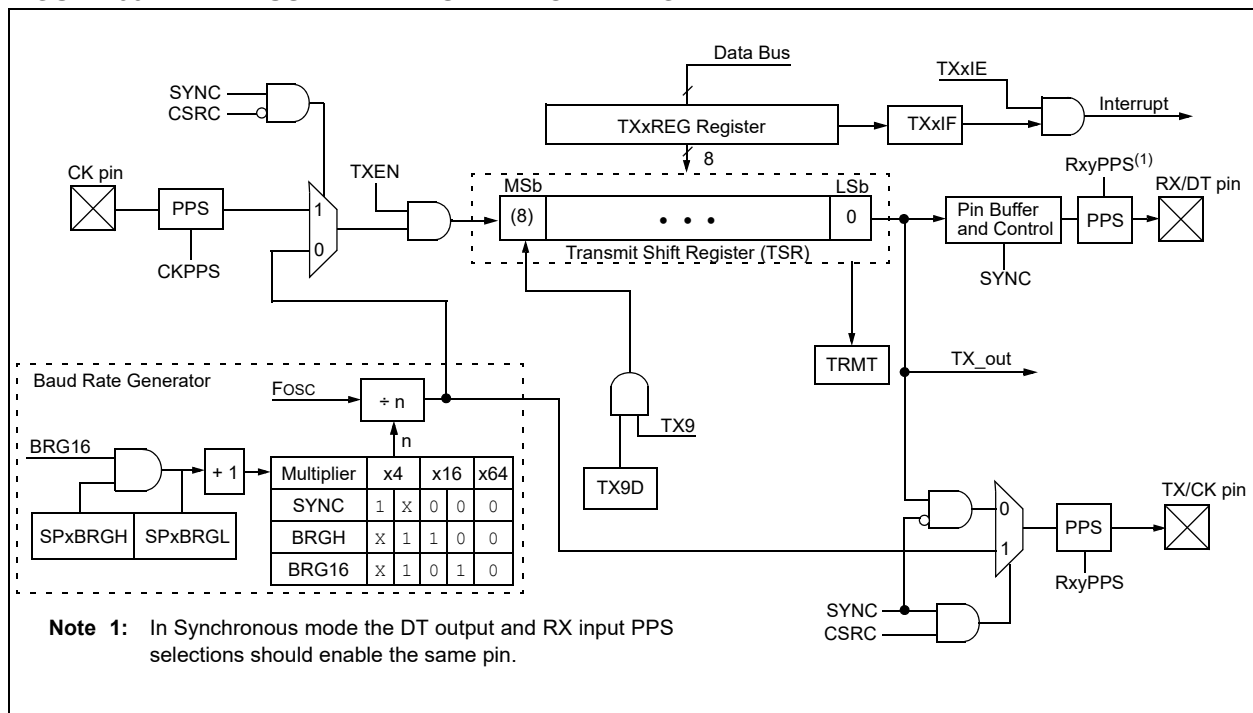 Data Bus
TXxIE
Interrupt
SYNC
CSRC
TXxREG Register
TXxIF
8
CK pin
TXEN
MSb
LSb
RxyPPS(1)
RX/DT pin
PPS
1
(8)
• • •
0
Pin Buffer
and Control
PPS
0
Transmit Shift Register (TSR)
CKPPS
SYNC
TRMT
TX_out
Baud Rate Generator
FOSC
÷ n
n
TX9
BRG16
+ 1
Multiplier x4 x16 x64
SYNC 1 X 0 0 0
BRGH X 1 1 0 0
BRG16 X 1 0 1 0
SPxBRGH SPxBRGL
TX9D
TX/CK pin
0
PPS
1
RxyPPS
SYNC
CSRC
Note 1: In Synchronous mode the DT output and RX input PPS
selections should enable the same pin.